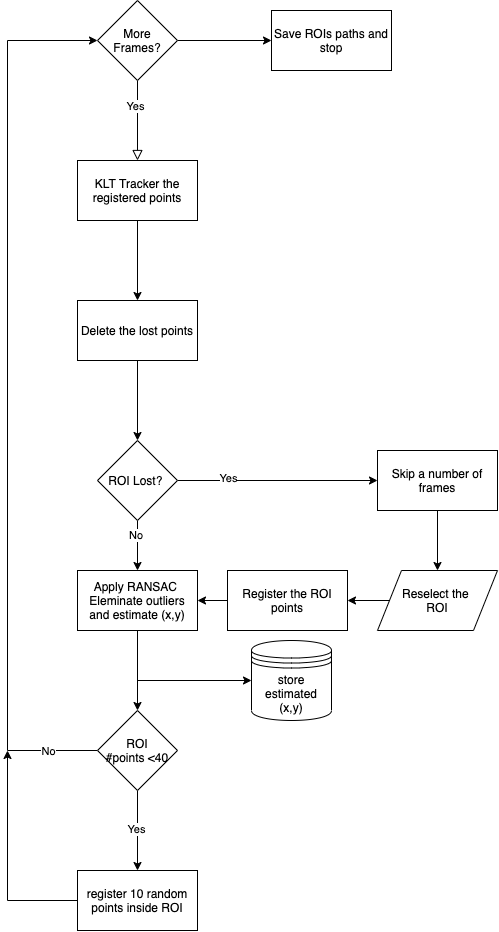 More
Frames?
Save ROIs paths and
stop
Yes
KLT Tracker the
registered points
Delete the lost points
ROI Lost?
Yes
Skip a number of
frames
No
Apply RANSAC
Eleminate outliers
and estimate (x,y)
Register the ROI
points
Reselect the
ROI
store
estimated
(x,y)
ROI
#points <40
No
Yes
register 10 random
points inside ROI